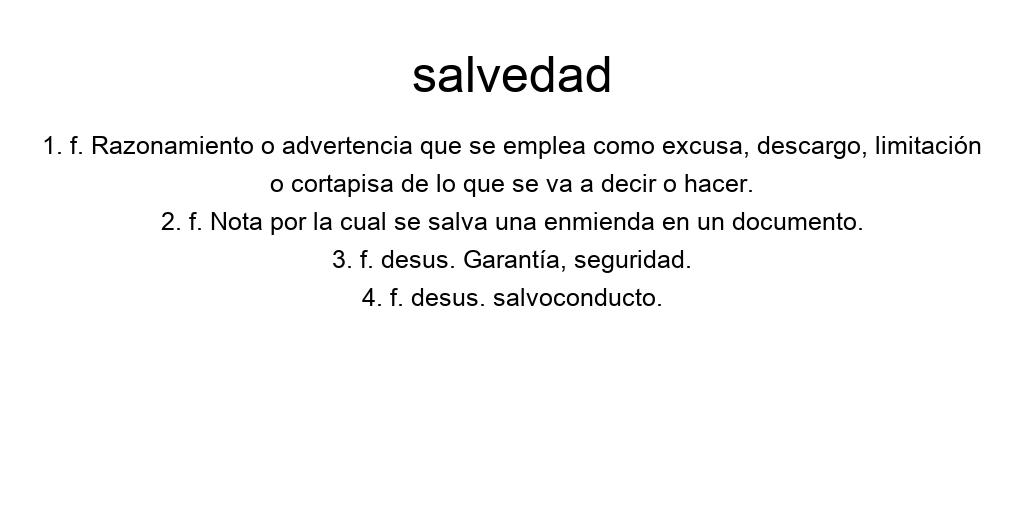 salvedad
1. f. Razonamiento o advertencia que se emplea como excusa, descargo, limitación
o cortapisa de lo que se va a decir o hacer.
2. f. Nota por la cual se salva una enmienda en un documento.
3. f. desus. Garantía, seguridad.
4. f. desus. salvoconducto.